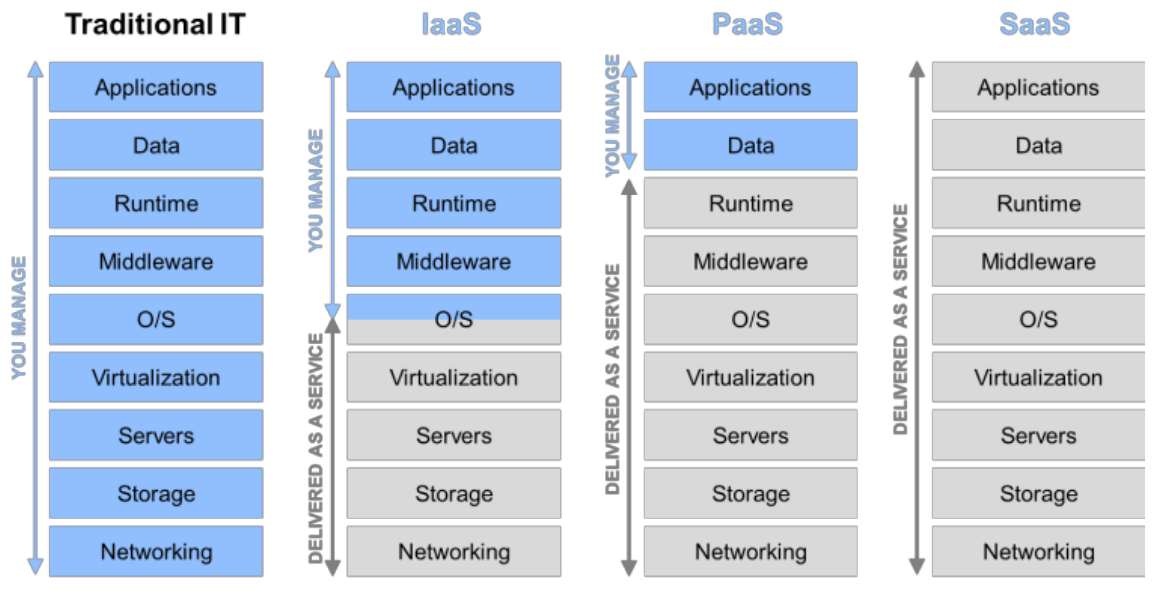 Traditional IT
YOU MANAGE
Applications
Data
Runtime
Middleware
O/S
Virtualization
Servers
Storage
Networking
IaaS
YOU MANAGE
DELIVERED AS A SERVICE
Applications
Data
Runtime
Middleware
O/S
Virtualization
Servers
Storage
Networking
PaaS
YOU MANAGE
DELIVERED AS A SERVICE
Applications
Data
Runtime
Middleware
O/S
Virtualization
Servers
Storage
Networking
SaaS
DELIVERED AS A SERVICE
Applications
Data
Runtime
Middleware
O/S
Virtualization
Servers
Storage
Networking